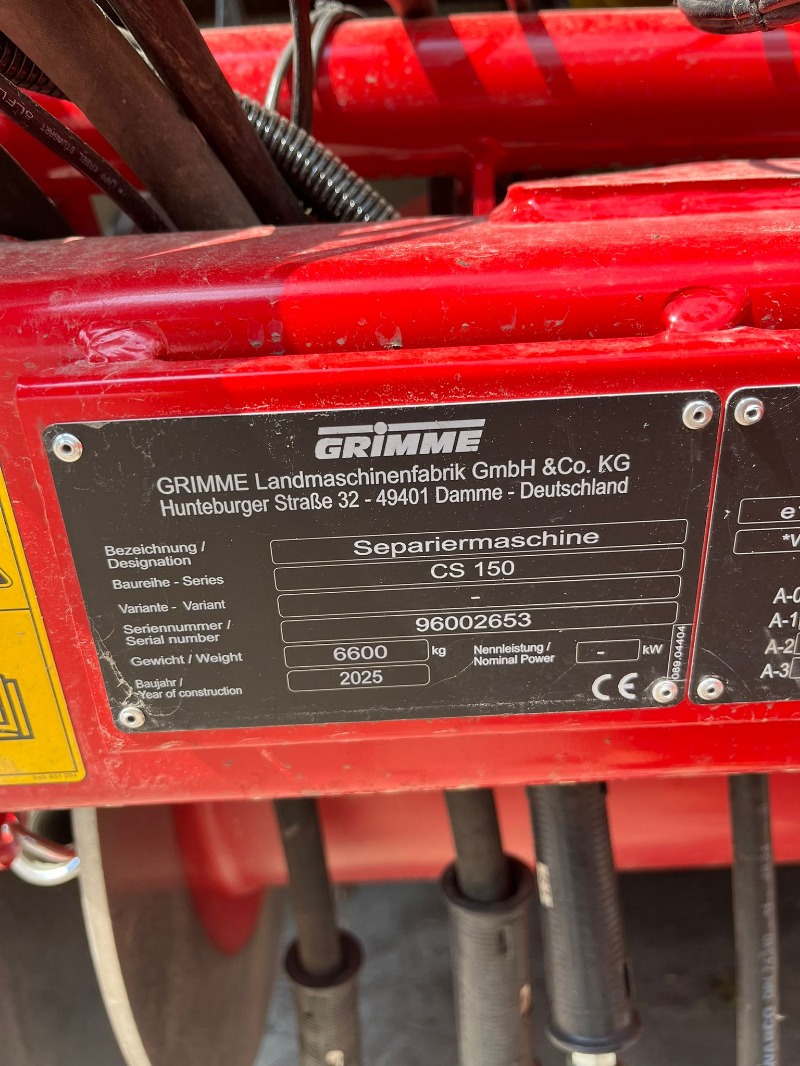 GRIMME
GRIMME Landmaschinenfabrik GmbH &Co. KG
Hunteburger Straße 32 - 49401 Damme - Deutschland
Bezeichnung /
Designation
Separiermaschine
Baureihe - Series
CS 150
Variante - Variant
-
Seriennummer /
Serial number
96002653
Gewicht / Weight
6600 kg
Nennleistung /
Nominal Power
- kW
Baujahr /
Year of construction
2025
CE
089.04404
A-0
A-1
A-2
A-3